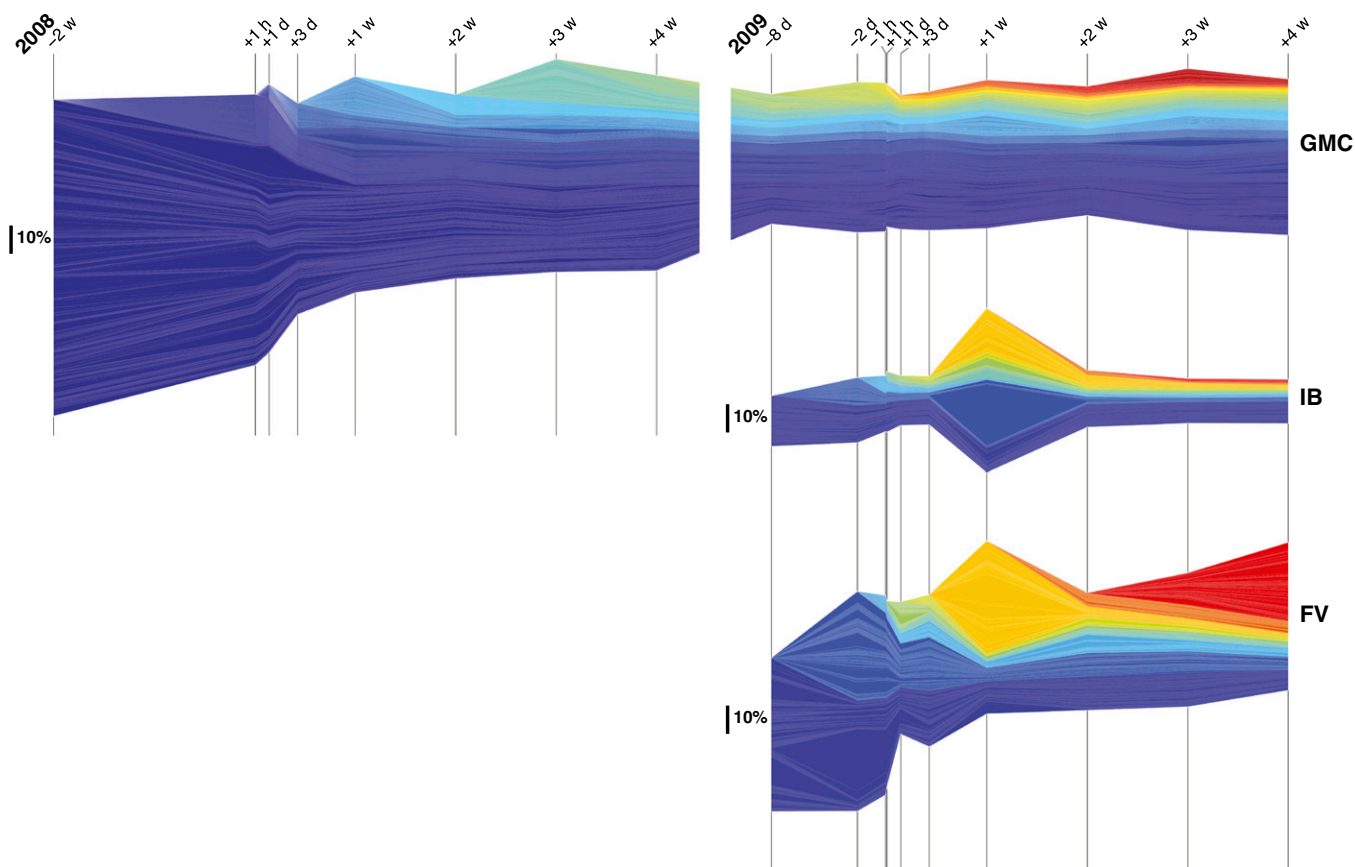 2008
−2 w
+1 h
+1 d
+3 d
+1 w
+2 w
+3 w
+4 w
2009
−8 d
−2 d
−1 h
+1 h
+1 d
+3 d
+1 w
+2 w
+3 w
+4 w
GMC
10%
IB
10%
FV
10%